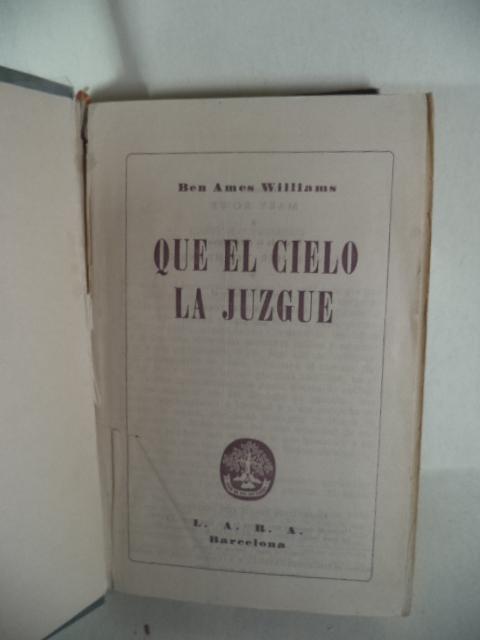 Ben Ames Williams
QUE EL CIELO
LA JUZGUE
L. A. R. A.
Barcelona